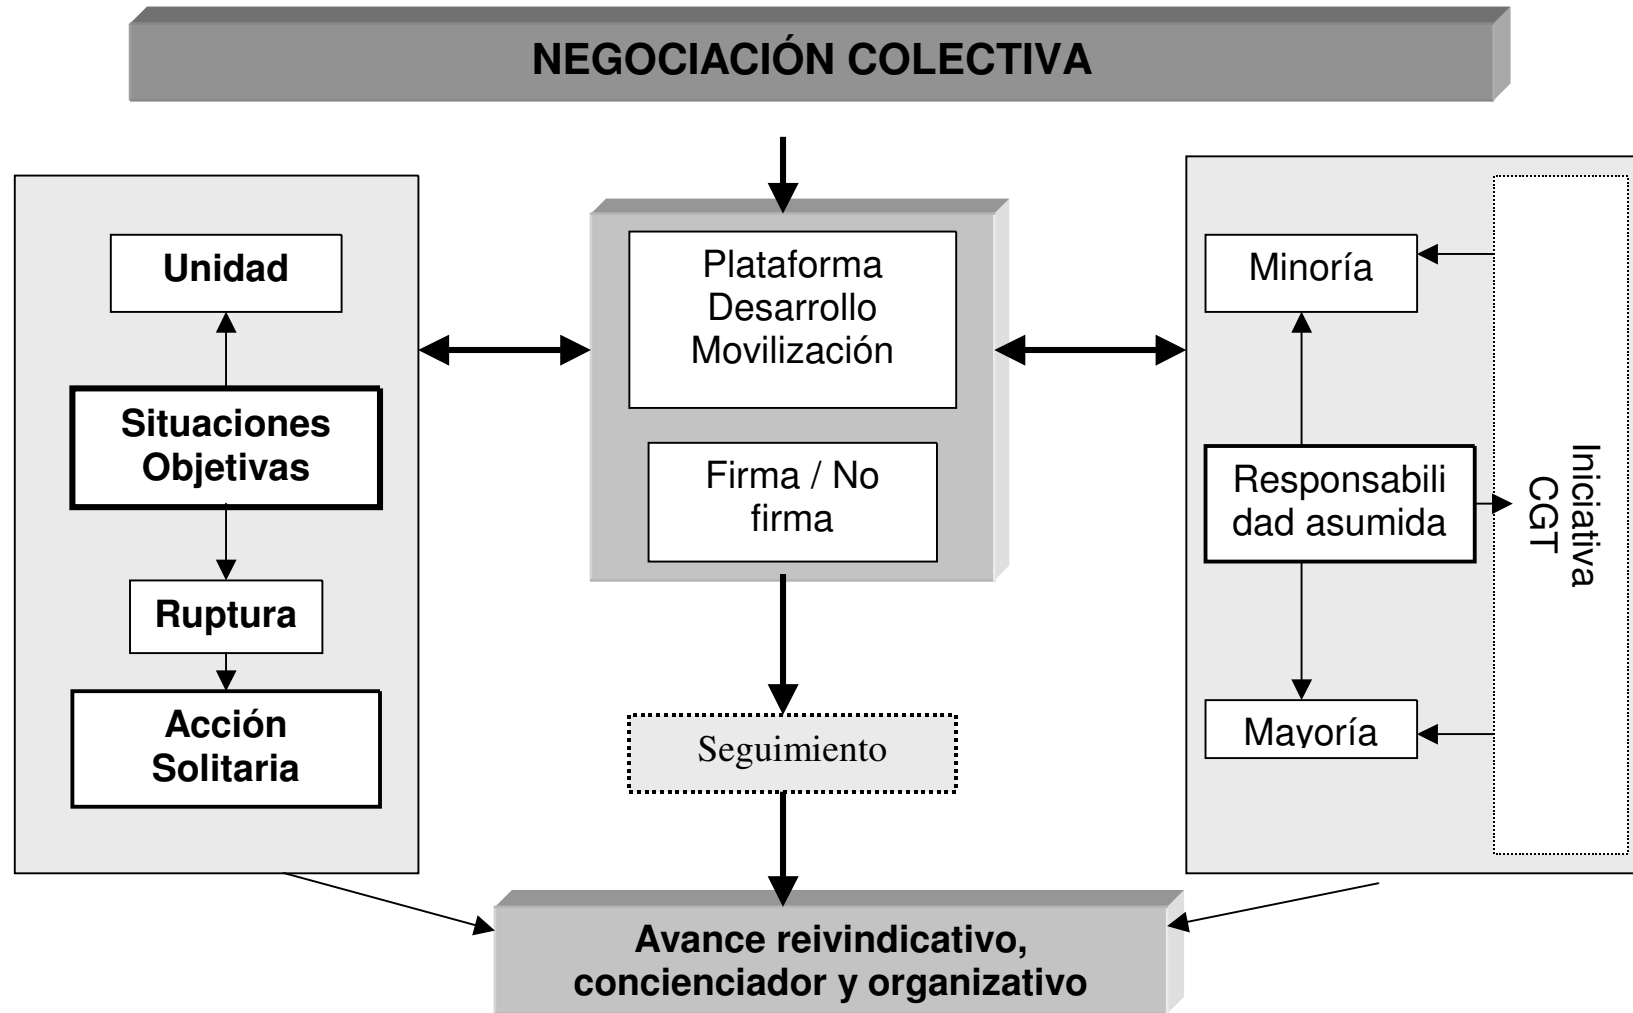 NEGOCIACIÓN COLECTIVA
Unidad
Situaciones
Objetivas
Ruptura
Acción
Solitaria
Plataforma
Desarrollo
Movilización
Firma / No
firma
Seguimiento
Minoría
Responsabili
dad asumida
Mayoría
Iniciativa
CGT
Avance reivindicativo,
concienciador y organizativo